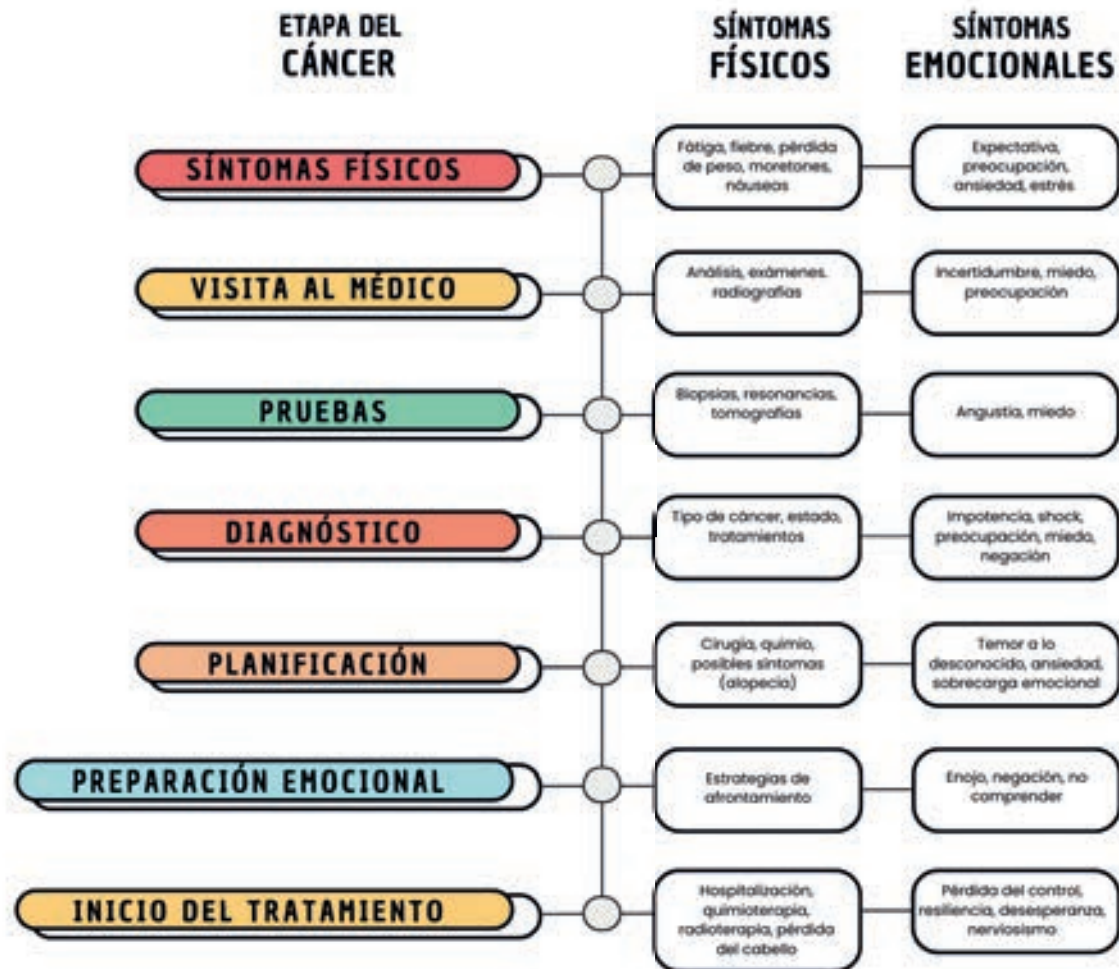 ETAPA DEL
CÁNCER
SÍNTOMAS
FÍSICOS
SÍNTOMAS
EMOCIONALES
SÍNTOMAS FÍSICOS
Fátiga, fiebre, pérdida
de peso, moretones,
náuseas
Expectativa,
preocupación,
ansiedad, estrés
VISITA AL MÉDICO
Análisis, exámenes.
radiografías
Incertidumbre, miedo,
preocupación
PRUEBAS
Biopsias, resonancias,
tomografías
Angustia, miedo
DIAGNÓSTICO
Tipo de cáncer, estado,
tratamientos
Impotencia, shock,
preocupación, miedo,
negación
PLANIFICACIÓN
Cirugía, quimio,
posibles síntomas
(alopecia)
Temor a lo
desconocido, ansiedad,
sobrecarga emocional
PREPARACIÓN EMOCIONAL
Estrategias de
afrontamiento
Enojo, negación, no
comprender
INICIO DEL TRATAMIENTO
Hospitalización,
quimioterapia,
radioterapia, pérdida
del cabello
Pérdida del control,
resiliencia, desesperanza,
nerviosismo